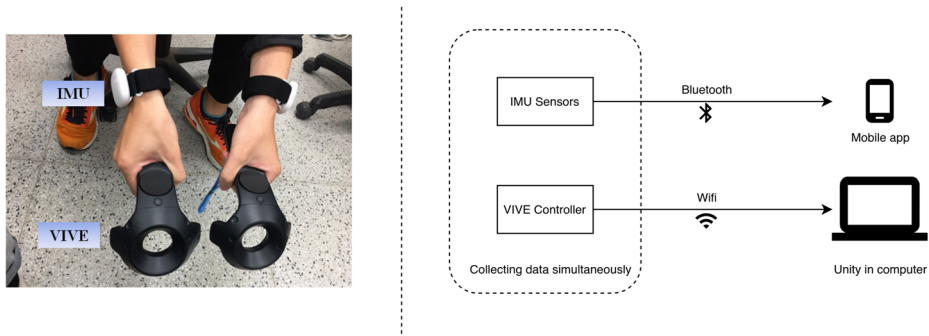 IMU
VIVE
IMU Sensors
Bluetooth
Mobile app
VIVE Controller
Wifi
Collecting data simultaneously
Unity in computer